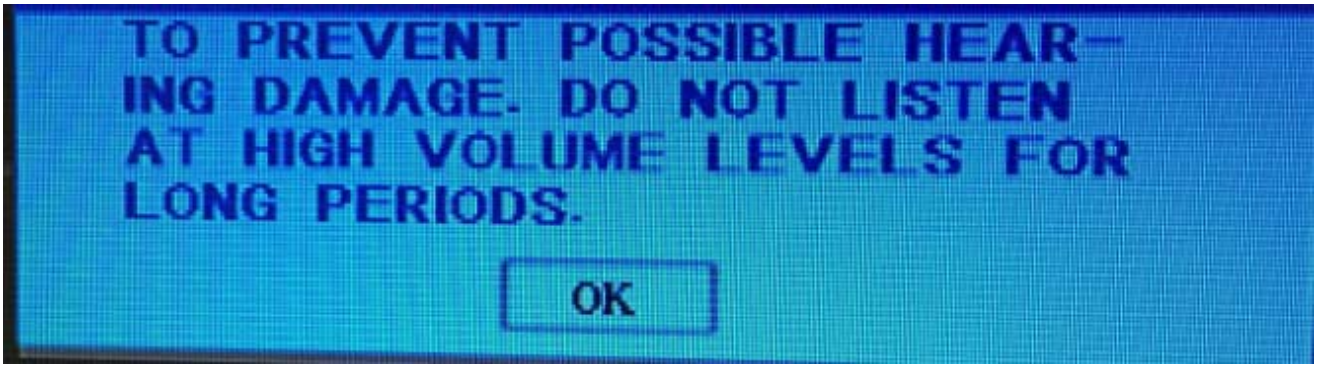 TO PREVENT POSSIBLE HEAR-
ING DAMAGE. DO NOT LISTEN
AT HIGH VOLUME LEVELS FOR
LONG PERIODS.
OK